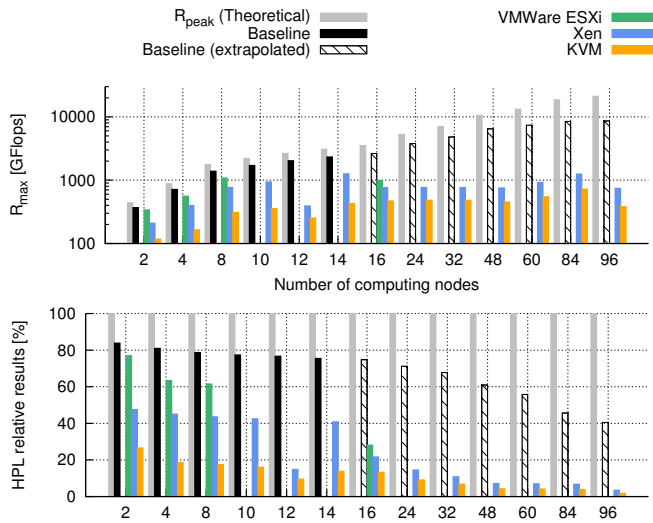 R_peak (Theoretical)
Baseline
Baseline (extrapolated)
VMWare ESXi
Xen
KVM
R_max [GFlops]
10000
1000
100
2 4 8 10 12 14 16 24 32 48 60 84 96
Number of computing nodes
HPL relative results [%]
100
80
60
40
20
0
2 4 8 10 12 14 16 24 32 48 60 84 96